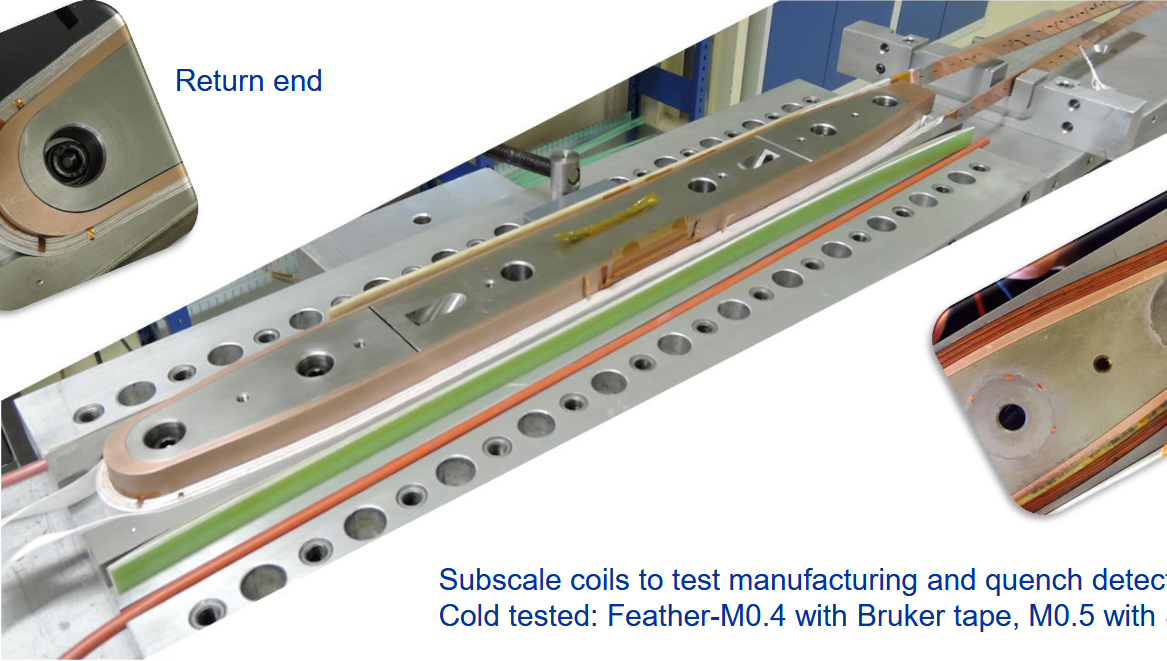 Return end
Subscale coils to test manufacturing and quench
Cold tested: Feather-M0.4 with Bruker tape, M0.5 with